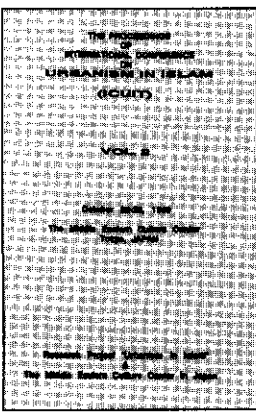 The PROCEEDINGS
OF
INTERNATIONAL CONFERENCE
ON
URBANISM IN ISLAM
(ICUIT)
VOL. 2
The Middle Eastern Culture Center
Tokyo, Japan
Research Project "Urbanism in Islam"
The Middle Eastern Culture Center in Japan